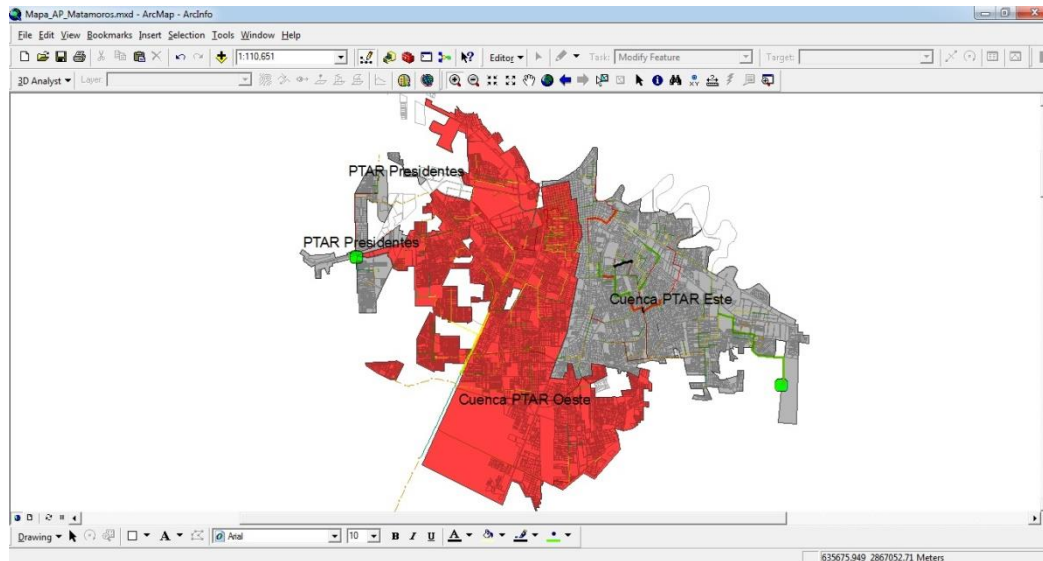 Mapa_AP_Matamoros.mxd - ArcMap - ArcInfo
File Edit View Bookmarks Insert Selection Tools Window Help
1:110,651 Editor Task: Modify Feature Target:
3D Analyst Layer:
PTAR Presidentes
PTAR Presidentes
Cuenca PTAR Este
Cuenca PTAR Oeste
Drawing A Arial 10 B I U A
635675.949 2867052.71 Meters